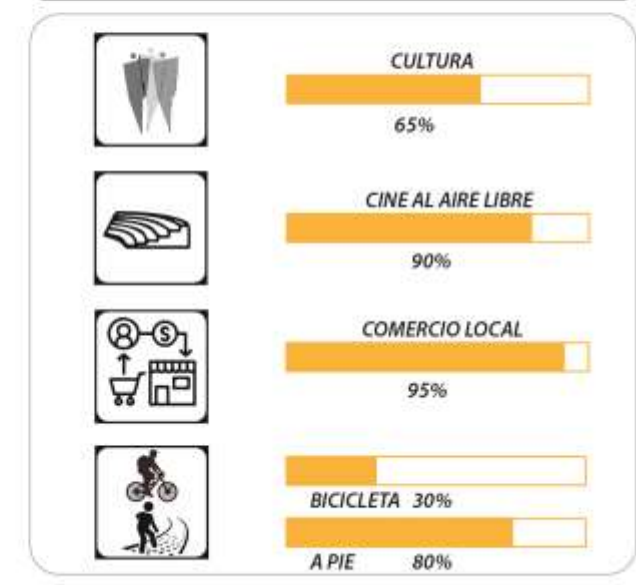 CULTURA
65%
CINE AL AIRE LIBRE
90%
COMERCIO LOCAL
S
95%
BICICLETA 30%
A PIE 80%